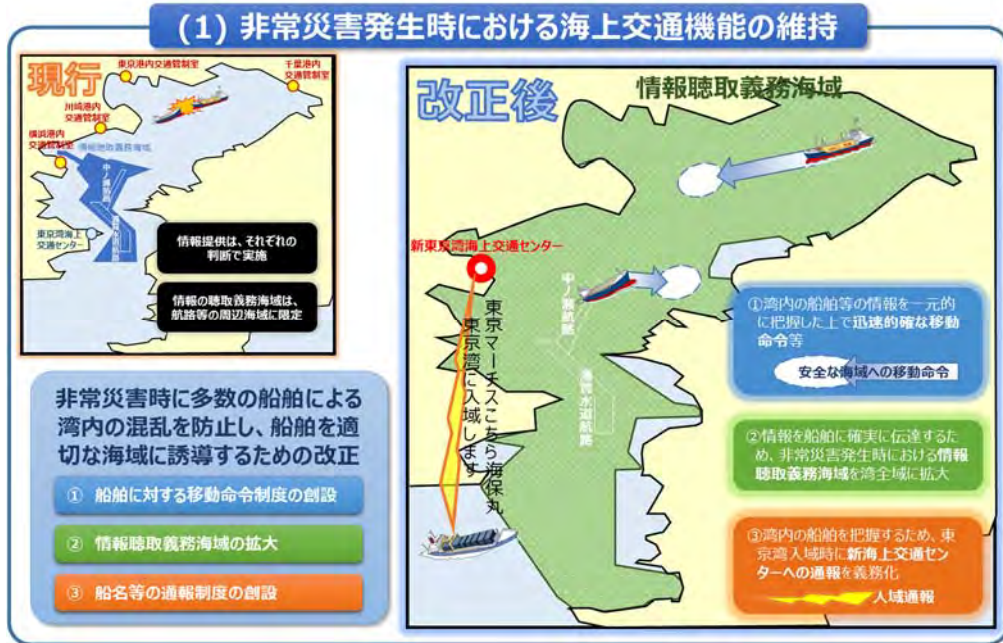 (1) 非常災害発生時における海上交通機能の維持
現行
東京港内交通管制室
千葉港内
交通管制室
川崎港内
交通管制室
横浜港内
交通管制室
情報聴取義務海域
中ノ瀬航路
浦賀水道航路
東京湾海上
交通センター
情報提供は、それぞれの
判断で実施
情報の聴取義務海域は、
航路等の周辺海域に限定
非常災害時に多数の船舶による
湾内の混乱を防止し、船舶を適
切な海域に誘導するための改正
① 船舶に対する移動命令制度の創設
② 情報聴取義務海域の拡大
③ 船名等の通報制度の創設
改正後
情報聴取義務海域
新東京湾海上交通センター
中ノ瀬航路
浦賀水道航路
東京マーチスこちら海保丸
東京湾に入域します
①湾内の船舶等の情報を一元的
に把握した上で迅速的確な移動
命令等
安全な海域への移動命令
②情報を船舶に確実に伝達するた
め、非常災害発生時における情報
聴取義務海域を湾全域に拡大
③湾内の船舶を把握するため、東
京湾入域時に新海上交通セン
ターへの通報を義務化
入域通報